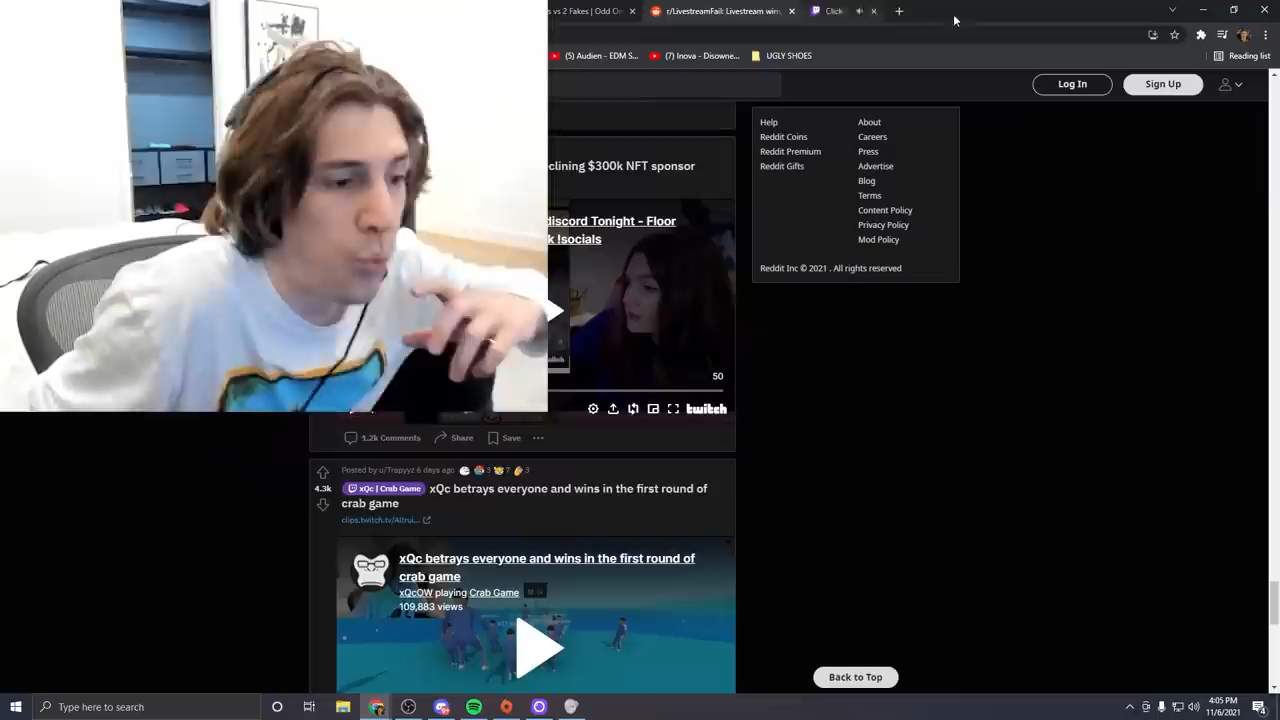 s vs 2 Fakes | Odd On
r/LivestreamFail: Livestream win
Click
(5) Audien - EDM S...
(7) Inova - Disowne...
UGLY SHOES
Reading list
Log In
Sign Up
Help
About
Reddit Coins
Careers
Reddit Premium
Press
Reddit Gifts
Advertise
Blog
Terms
Content Policy
Privacy Policy
Mod Policy
Reddit Inc © 2021 . All rights reserved
clining $300k NFT sponsor
discord Tonight - Floor
k !socials
50
twitch
1.2k Comments
Share
Save
Posted by u/Trapyyz 6 days ago
3
7
3
4.3k
xQc | Crab Game
xQc betrays everyone and wins in the first round of
crab game
clips.twitch.tv/Altrui...
xQc betrays everyone and wins in the first round of
crab game
xQcOW playing Crab Game
109,883 views
Back to Top
Type here to search
4:05 PM
11/6/2021